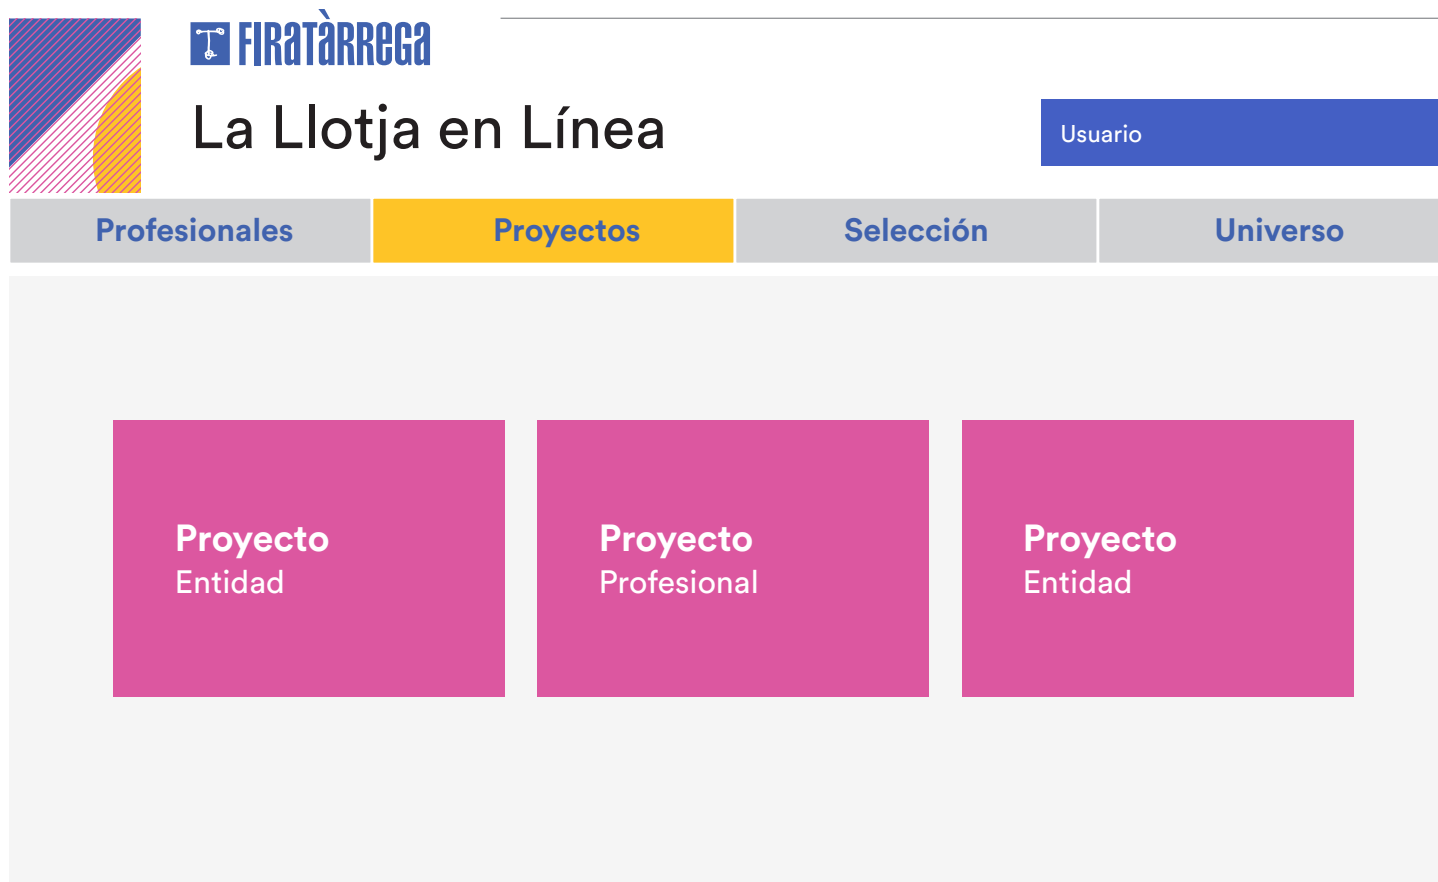 FIRATÀRREGA
La Llotja en Línea
Usuario
Profesionales
Proyectos
Selección
Universo
Proyecto
Entidad
Proyecto
Profesional
Proyecto
Entidad